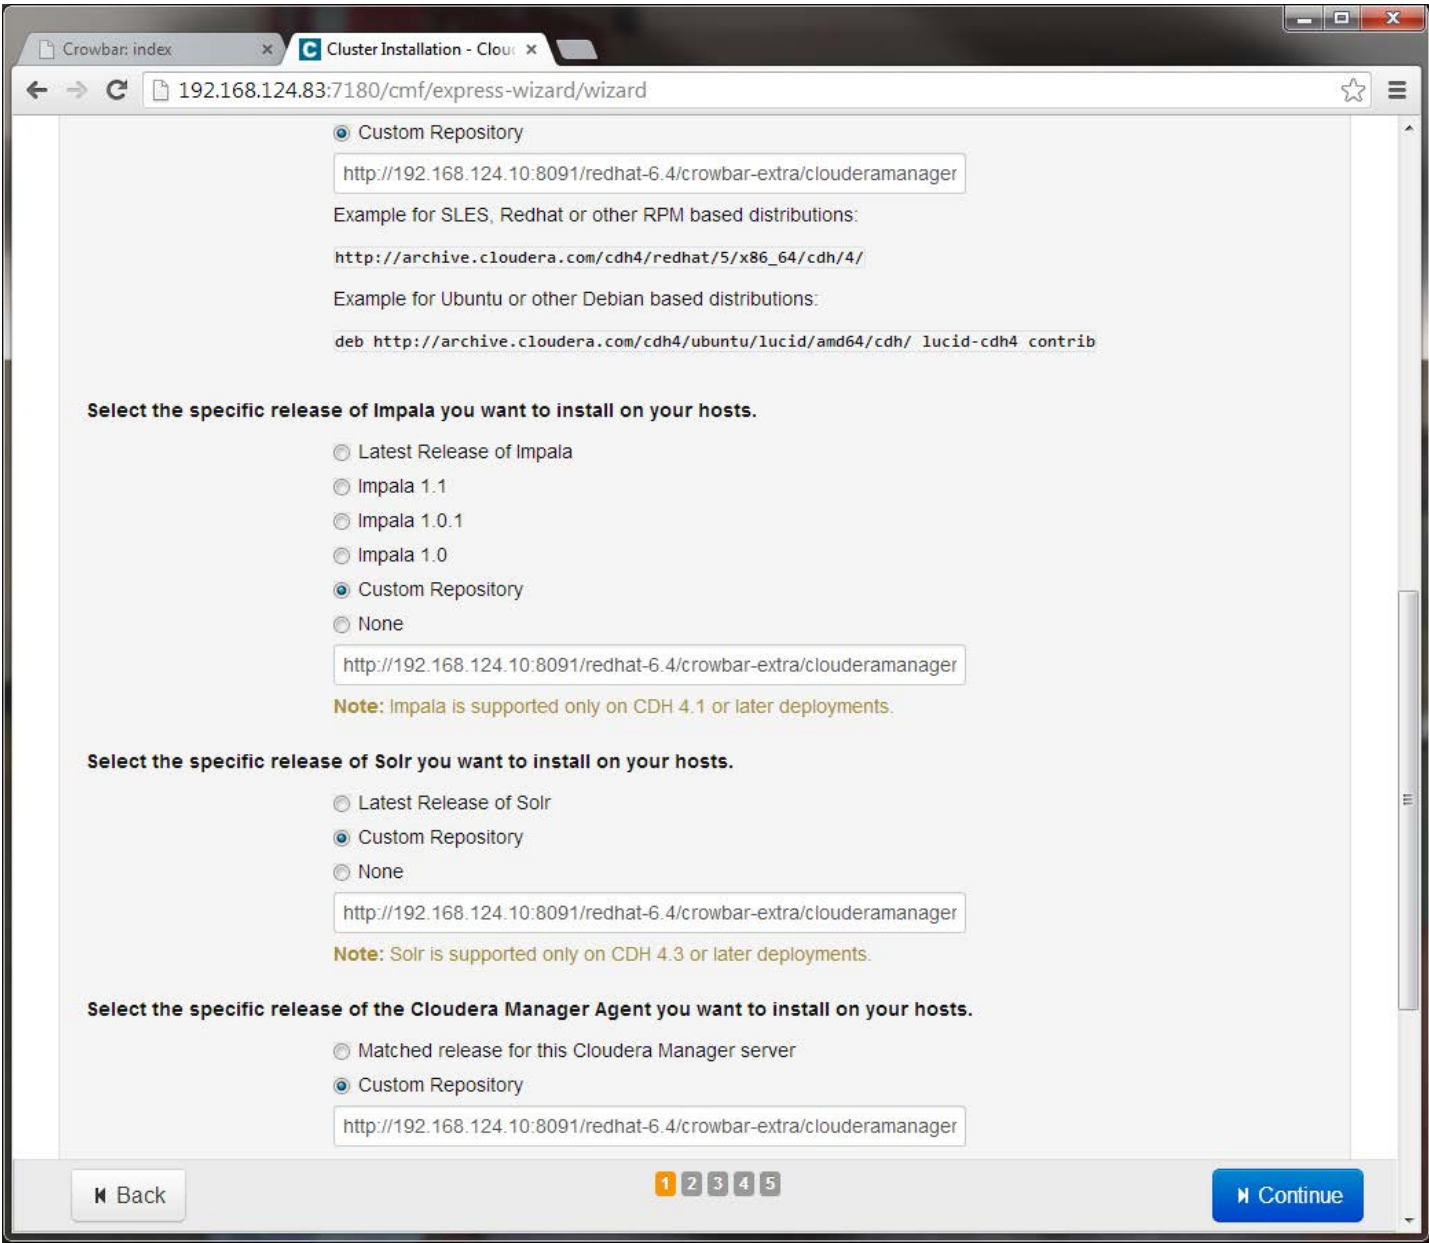 Crowbar: index
Cluster Installation - Clou
192.168.124.83:7180/cmf/express-wizard/wizard
Custom Repository
http://192.168.124.10:8091/redhat-6.4/crowbar-extra/clouderamanager
Example for SLES, Redhat or other RPM based distributions:
http://archive.cloudera.com/cdh4/redhat/5/x86_64/cdh/4/
Example for Ubuntu or other Debian based distributions:
deb http://archive.cloudera.com/cdh4/ubuntu/lucid/amd64/cdh/ lucid-cdh4 contrib
Select the specific release of Impala you want to install on your hosts.
Latest Release of Impala
Impala 1.1
Impala 1.0.1
Impala 1.0
Custom Repository
None
http://192.168.124.10:8091/redhat-6.4/crowbar-extra/clouderamanager
Note: Impala is supported only on CDH 4.1 or later deployments.
Select the specific release of Solr you want to install on your hosts.
Latest Release of Solr
Custom Repository
None
http://192.168.124.10:8091/redhat-6.4/crowbar-extra/clouderamanager
Note: Solr is supported only on CDH 4.3 or later deployments.
Select the specific release of the Cloudera Manager Agent you want to install on your hosts.
Matched release for this Cloudera Manager server
Custom Repository
http://192.168.124.10:8091/redhat-6.4/crowbar-extra/clouderamanager
Back
1 2 3 4 5
Continue